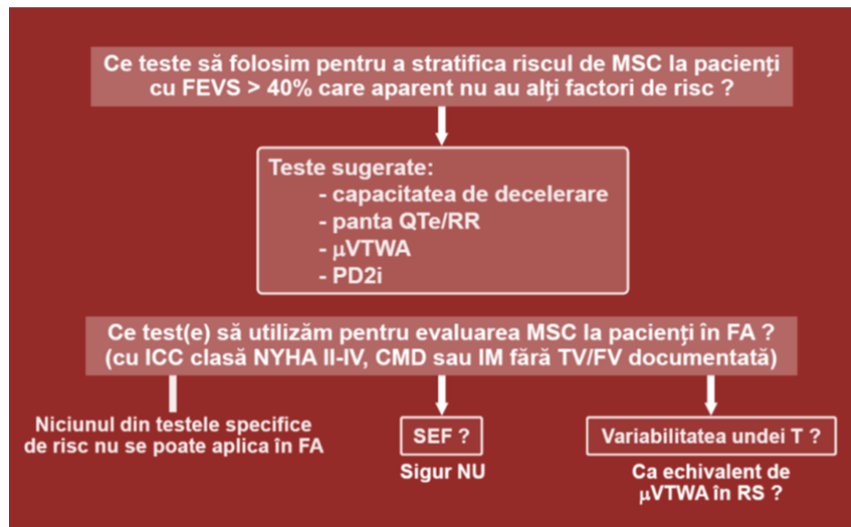 Ce teste să folosim pentru a stratifica riscul de MSC la pacienți
cu FEVS > 40% care aparent nu au alți factori de risc ?
Teste sugerate:
- capacitatea de decelerare
- panta QTe/RR
- μVTWA
- PD2i
Ce test(e) să utilizăm pentru evaluarea MSC la pacienți în FA ?
(cu ICC clasă NYHA II-IV, CMD sau IM fără TV/FV documentată)
Niciunul din testele specifice
de risc nu se poate aplica în FA
SEF ?
Sigur NU
Variabilitatea undei T ?
Ca echivalent de
μVTWA în RS ?